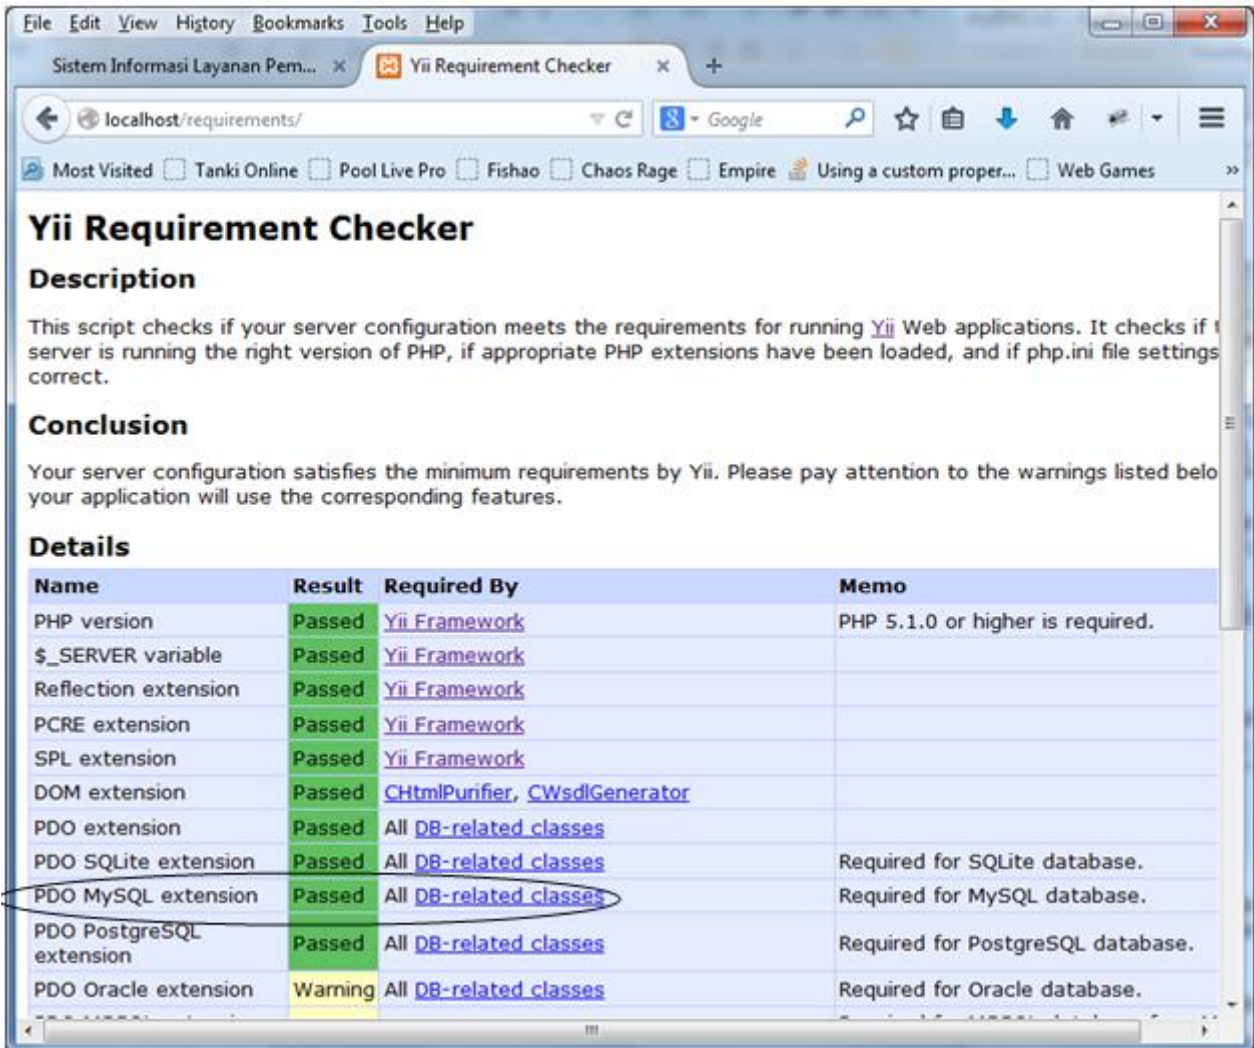 File Edit View History Bookmarks Tools Help
Sistem Informasi Layanan Pem... × Yii Requirement Checker × +
localhost/requirements/ Google
Most Visited Tanki Online Pool Live Pro Fishao Chaos Rage Empire Using a custom proper... Web Games »
Yii Requirement Checker
Description
This script checks if your server configuration meets the requirements for running Yii Web applications. It checks if
server is running the right version of PHP, if appropriate PHP extensions have been loaded, and if php.ini file settings
correct.
Conclusion
Your server configuration satisfies the minimum requirements by Yii. Please pay attention to the warnings listed belo
your application will use the corresponding features.
Details
Name Result Required By Memo
PHP version Passed Yii Framework PHP 5.1.0 or higher is required.
$_SERVER variable Passed Yii Framework
Reflection extension Passed Yii Framework
PCRE extension Passed Yii Framework
SPL extension Passed Yii Framework
DOM extension Passed CHtmlPurifier, CWsdlGenerator
PDO extension Passed All DB-related classes
PDO SQLite extension Passed All DB-related classes Required for SQLite database.
PDO MySQL extension Passed All DB-related classes Required for MySQL database.
PDO PostgreSQL
extension Passed All DB-related classes Required for PostgreSQL database.
PDO Oracle extension Warning All DB-related classes Required for Oracle database.